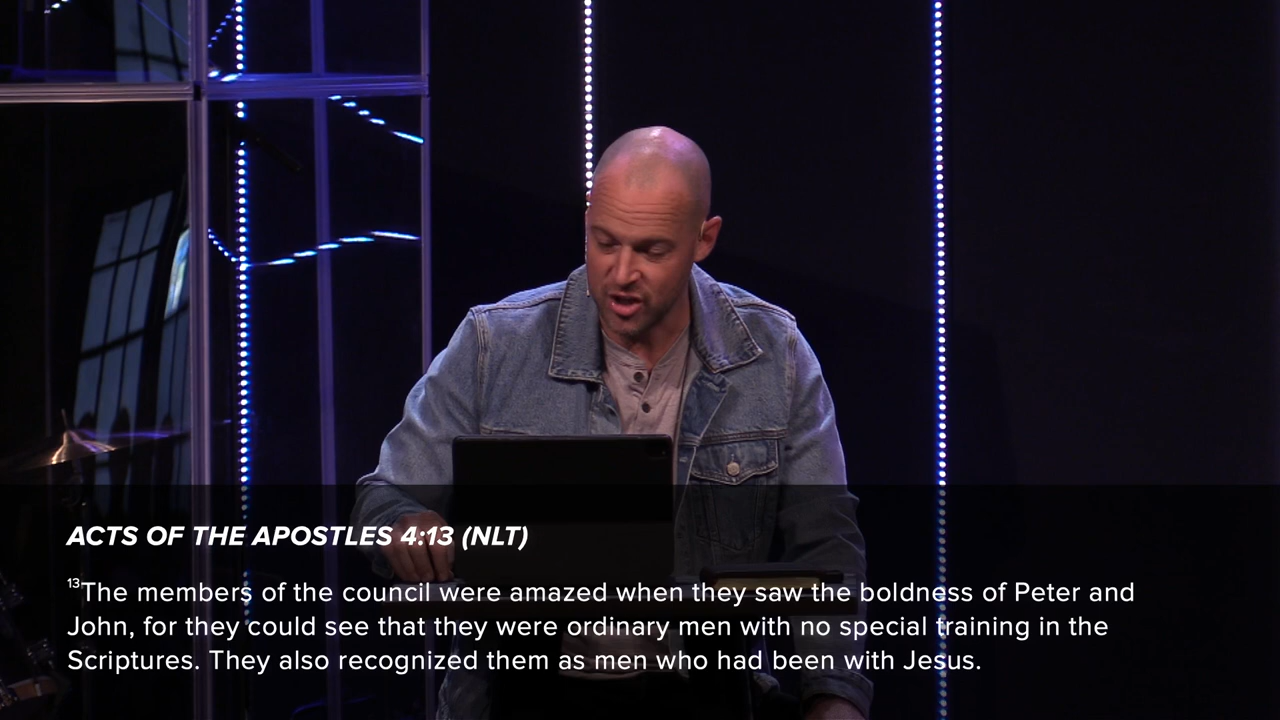 ACTS OF THE APOSTLES 4:13 (NLT)
¹³The members of the council were amazed when they saw the boldness of Peter and
John, for they could see that they were ordinary men with no special training in the
Scriptures. They also recognized them as men who had been with Jesus.